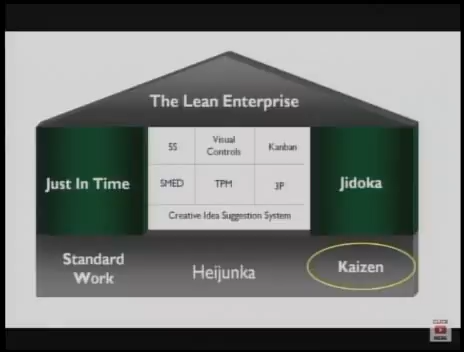 The Lean Enterprise
Just In Time
5S
Visual
Controls
Kanban
SMED
TPM
3P
Creative Idea Suggestion System
Jidoka
Standard
Work
Heijunka
Kaizen